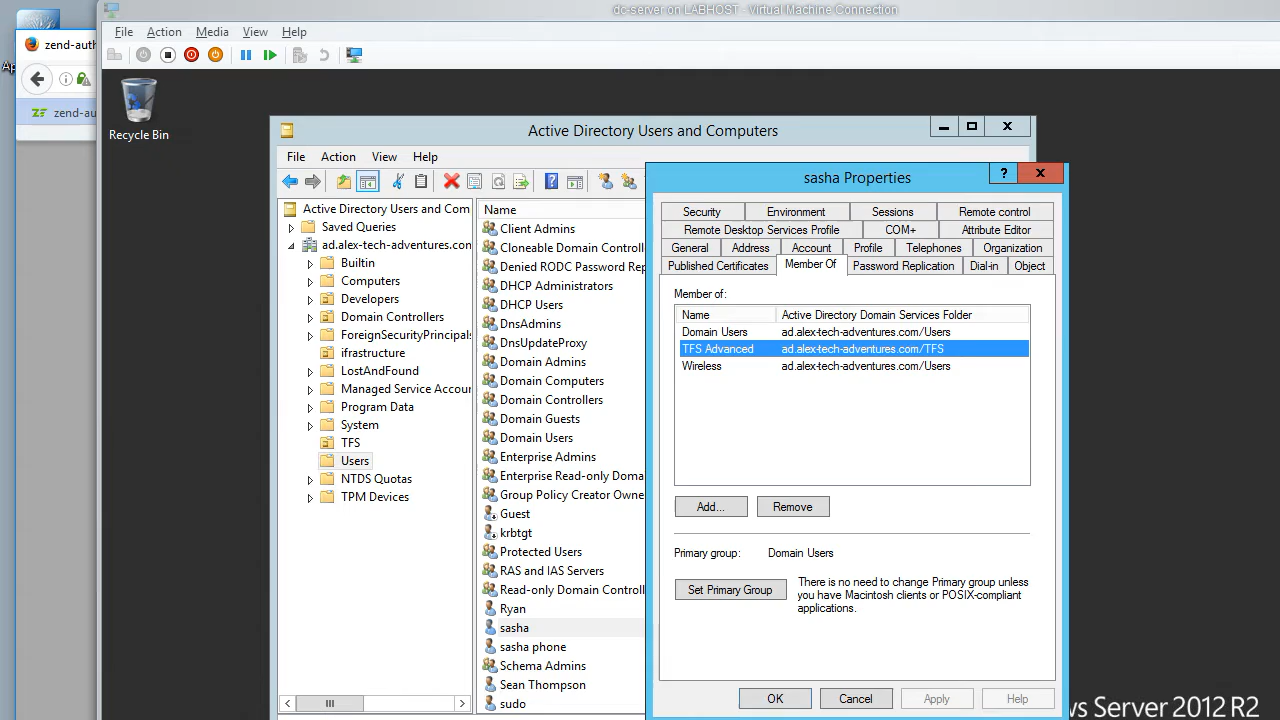 dc-server on LABHOST - Virtual Machine Connection
File Action Media View Help
zend-auth
zend-au
Recycle Bin
Active Directory Users and Computers
File Action View Help
Active Directory Users and Com
Saved Queries
ad.alex-tech-adventures.con
Builtin
Computers
Developers
Domain Controllers
ForeignSecurityPrincipals
ifrastructure
LostAndFound
Managed Service Accour
Program Data
System
TFS
Users
NTDS Quotas
TPM Devices
Name
Client Admins
Cloneable Domain Controll
Denied RODC Password Rep
DHCP Administrators
DHCP Users
DnsAdmins
DnsUpdateProxy
Domain Admins
Domain Computers
Domain Controllers
Domain Guests
Domain Users
Enterprise Admins
Enterprise Read-only Doma
Group Policy Creator Owne
Guest
krbtgt
Protected Users
RAS and IAS Servers
Read-only Domain Controll
Ryan
sasha
sasha phone
Schema Admins
Sean Thompson
sudo
sasha Properties
Security Environment Sessions Remote control
Remote Desktop Services Profile COM+ Attribute Editor
General Address Account Profile Telephones Organization
Published Certificates Member Of Password Replication Dial-in Object
Member of:
Name Active Directory Domain Services Folder
Domain Users ad.alex-tech-adventures.com/Users
TFS Advanced ad.alex-tech-adventures.com/TFS
Wireless ad.alex-tech-adventures.com/Users
Add... Remove
Primary group: Domain Users
Set Primary Group
There is no need to change Primary group unless
you have Macintosh clients or POSIX-compliant
applications.
OK Cancel Apply Help
vs Server 2012 R2